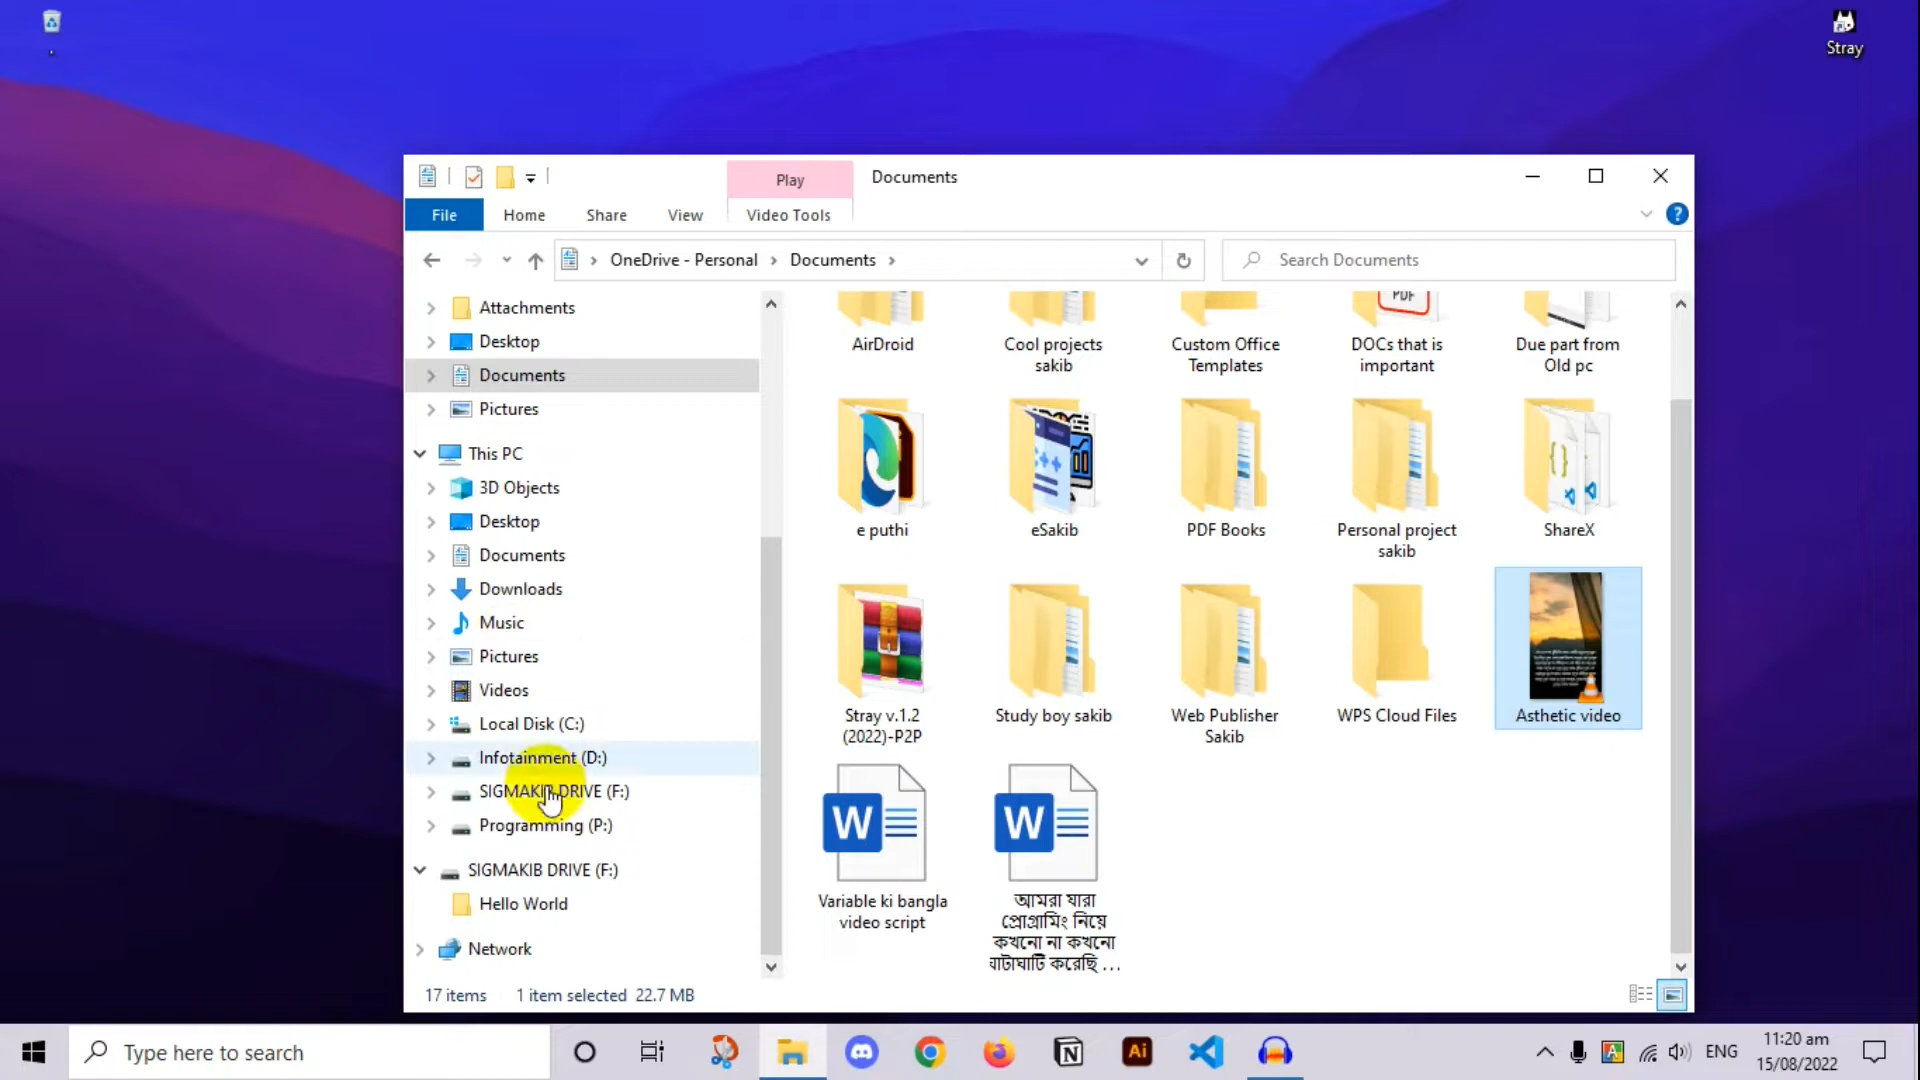 Stray
Play
Documents
File
Home
Share
View
Video Tools
OneDrive - Personal
Documents
Search Documents
Attachments
Desktop
Documents
Pictures
This PC
3D Objects
Desktop
Documents
Downloads
Music
Pictures
Videos
Local Disk (C:)
Infotainment (D:)
SIGMAKIB DRIVE (F:)
Programming (P:)
SIGMAKIB DRIVE (F:)
Hello World
Network
PDF
AirDroid
Cool projects
sakib
Custom Office
Templates
DOCs that is
important
Due part from
Old pc
e puthi
eSakib
PDF Books
Personal project
sakib
ShareX
Stray v.1.2
(2022)-P2P
Study boy sakib
Web Publisher
Sakib
WPS Cloud Files
Asthetic video
Variable ki bangla
video script
আমরা যারা
প্রোগ্রামিং নিয়ে
কখনো না কখনো
ঘাটাঘাটি করেছি ...
17 items
1 item selected 22.7 MB
Type here to search
Ai
ENG
11:20 am
15/08/2022